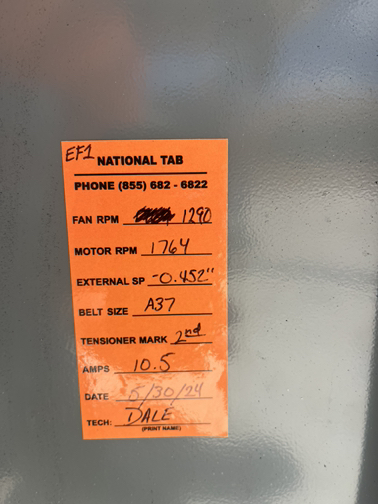 EF1 NATIONAL TAB
PHONE (855) 682 - 6822
FAN RPM 1290
MOTOR RPM 1764
EXTERNAL SP -0.452"
BELT SIZE A37
TENSIONER MARK 2nd
AMPS 10.5
DATE /30/24
TECH: DALE
(PRINT NAME)